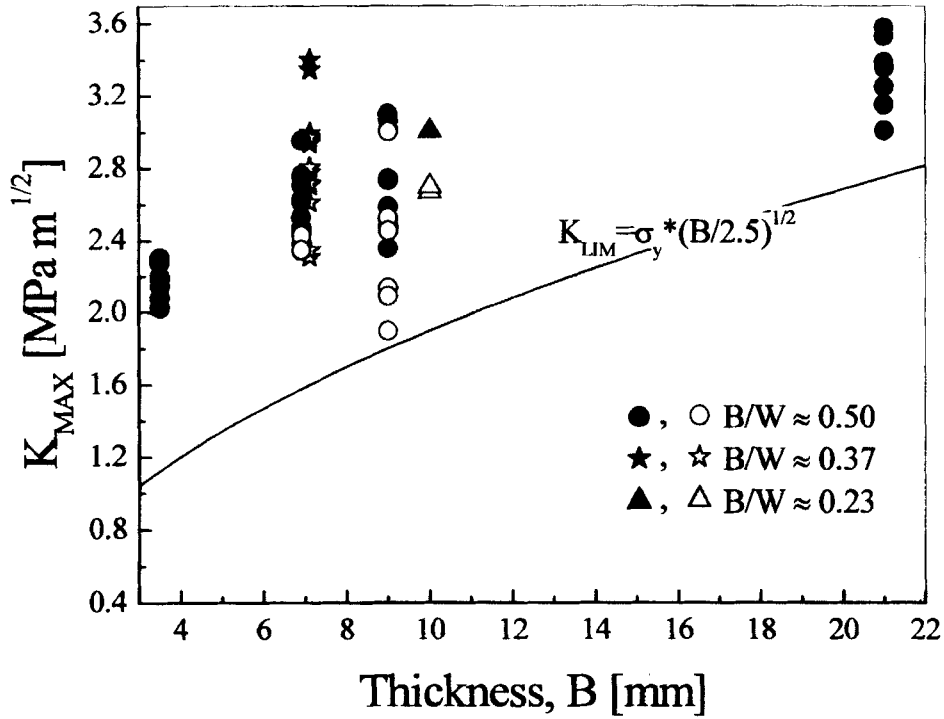 K_MAX [MPa m^1/2]
3.6
3.2
2.8
2.4
2.0
1.6
1.2
0.8
0.4
K_LIM=σ_y*(B/2.5)^1/2
●, ○ B/W ≈ 0.50
★, ☆ B/W ≈ 0.37
▲, △ B/W ≈ 0.23
4 6 8 10 12 14 16 18 20 22
Thickness, B [mm]